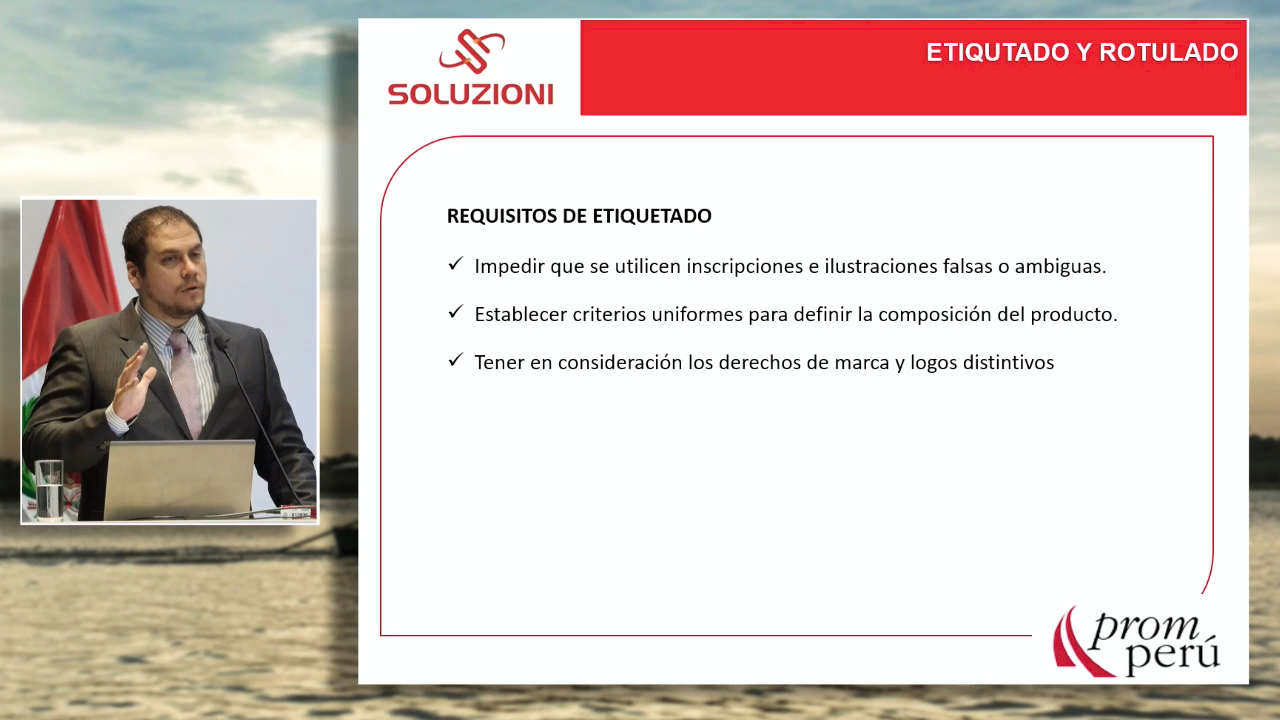 SOLUZIONI
ETIQUTADO Y ROTULADO
REQUISITOS DE ETIQUETADO
✓ Impedir que se utilicen inscripciones e ilustraciones falsas o ambiguas.
✓ Establecer criterios uniformes para definir la composición del producto.
✓ Tener en consideración los derechos de marca y logos distintivos
prom
perú